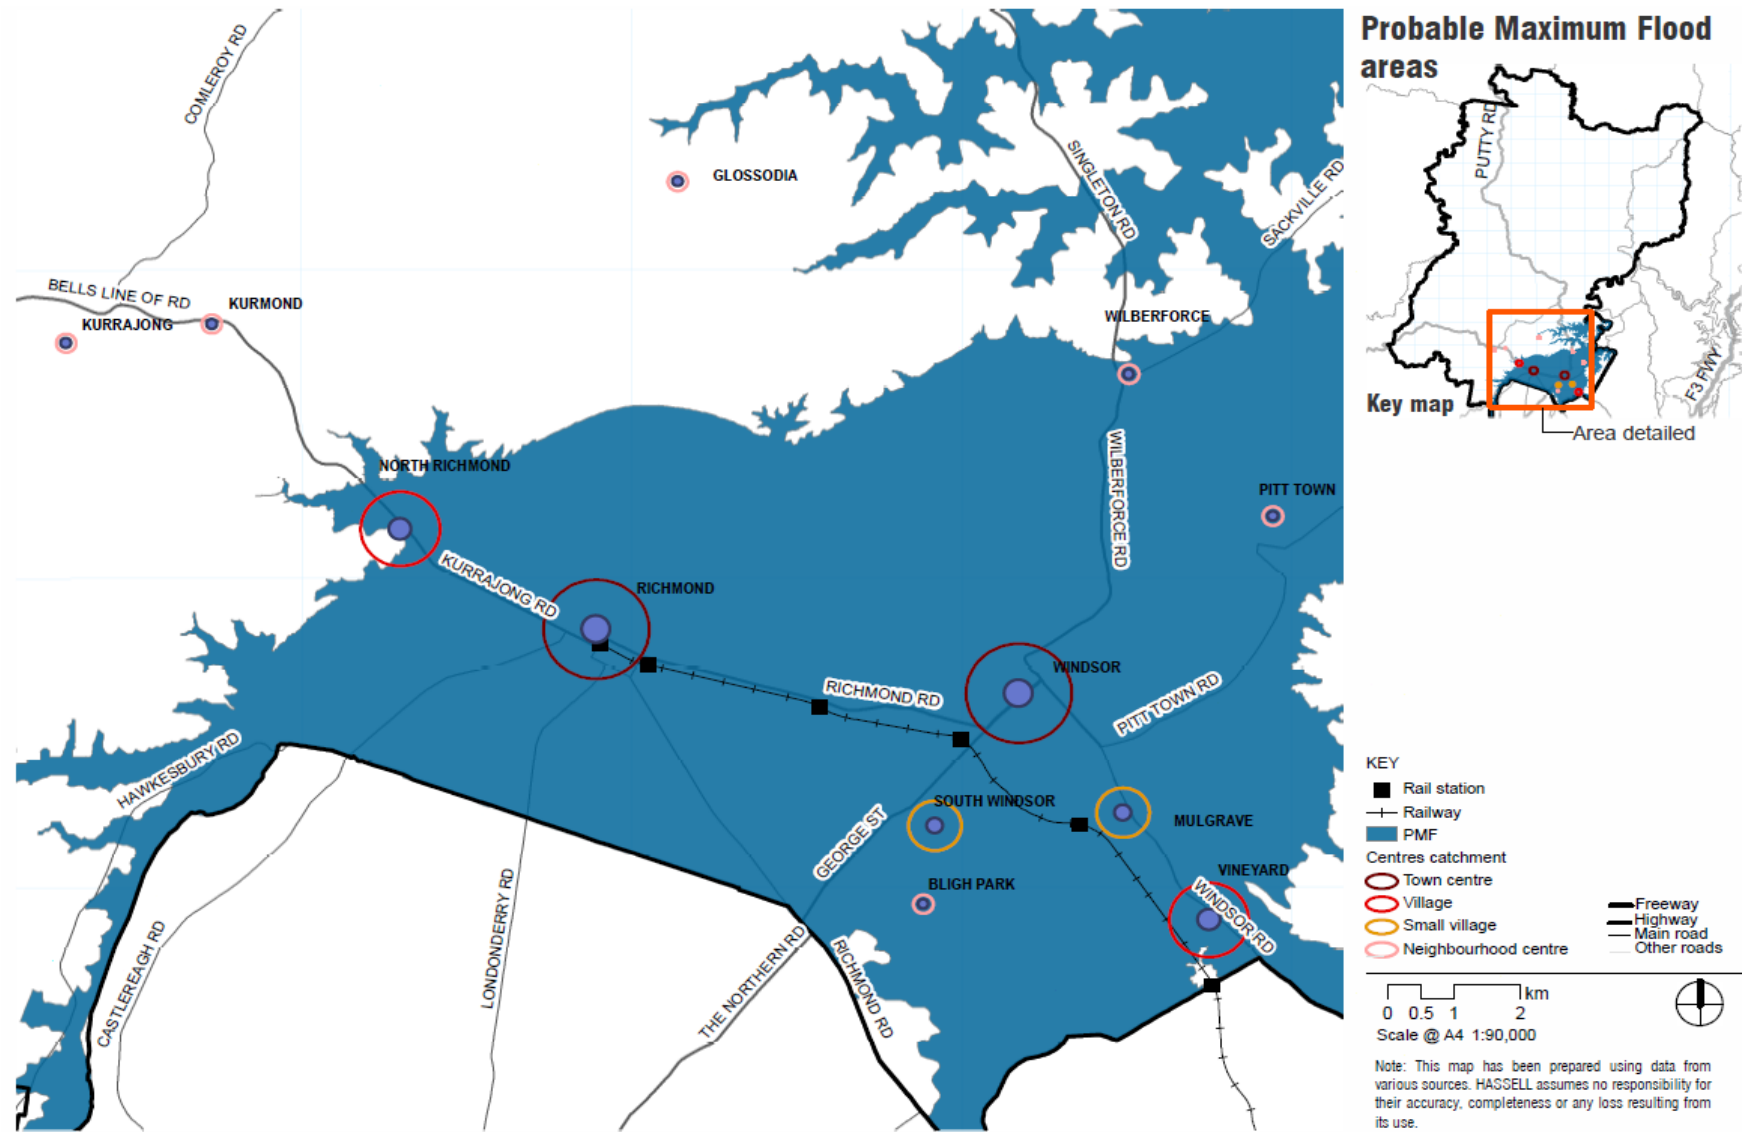 Probable Maximum Flood
areas
PUTTY RD
F3 FWY
Key map
Area detailed
COMLEROY RD
GLOSSODIA
SINGLETON RD
SACKVILLE RD
BELLS LINE OF RD
KURMOND
KURRAJONG
WILBERFORCE
NORTH RICHMOND
WILBERFORCE RD
PITT TOWN
KURRAJONG RD
RICHMOND
WINDSOR
RICHMOND RD
PITT TOWN RD
HAWKESBURY RD
SOUTH WINDSOR
MULGRAVE
GEORGE ST
VINEYARD
BLIGH PARK
WINDSOR RD
LONDONDERRY RD
CASTLEREAGH RD
THE NORTHERN RD
RICHMOND RD
KEY
Rail station
Railway
PMF
Centres catchment
Town centre
Village
Small village
Neighbourhood centre
Freeway
Highway
Main road
Other roads
km
0 0.5 1 2
Scale @ A4 1:90,000
Note: This map has been prepared using data from
various sources. HASSELL assumes no responsibility for
their accuracy, completeness or any loss resulting from
its use.